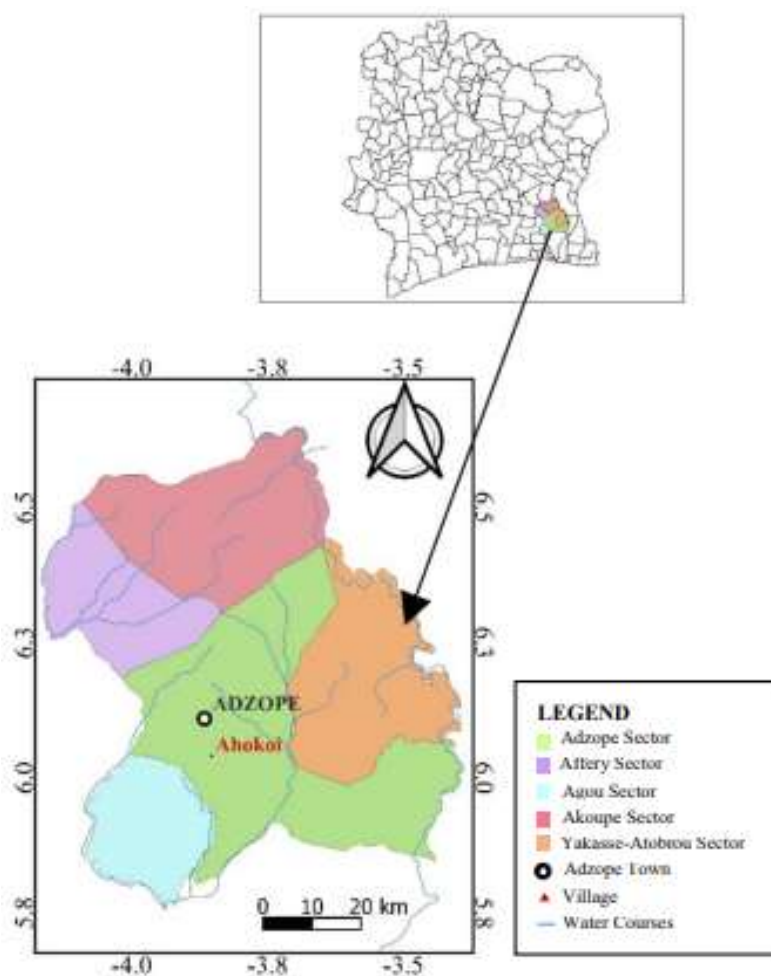 -4.0 -3.8 -3.5
6.5 6.5
6.3 6.3
ADZOPE
Ahokoi
6.0 6.0
5.8 5.8
0 10 20 km
-4.0 -3.8 -3.5
LEGEND
Adzope Sector
Affery Sector
Agou Sector
Akoupe Sector
Yakasse-Atobrou Sector
Adzope Town
Village
Water Courses